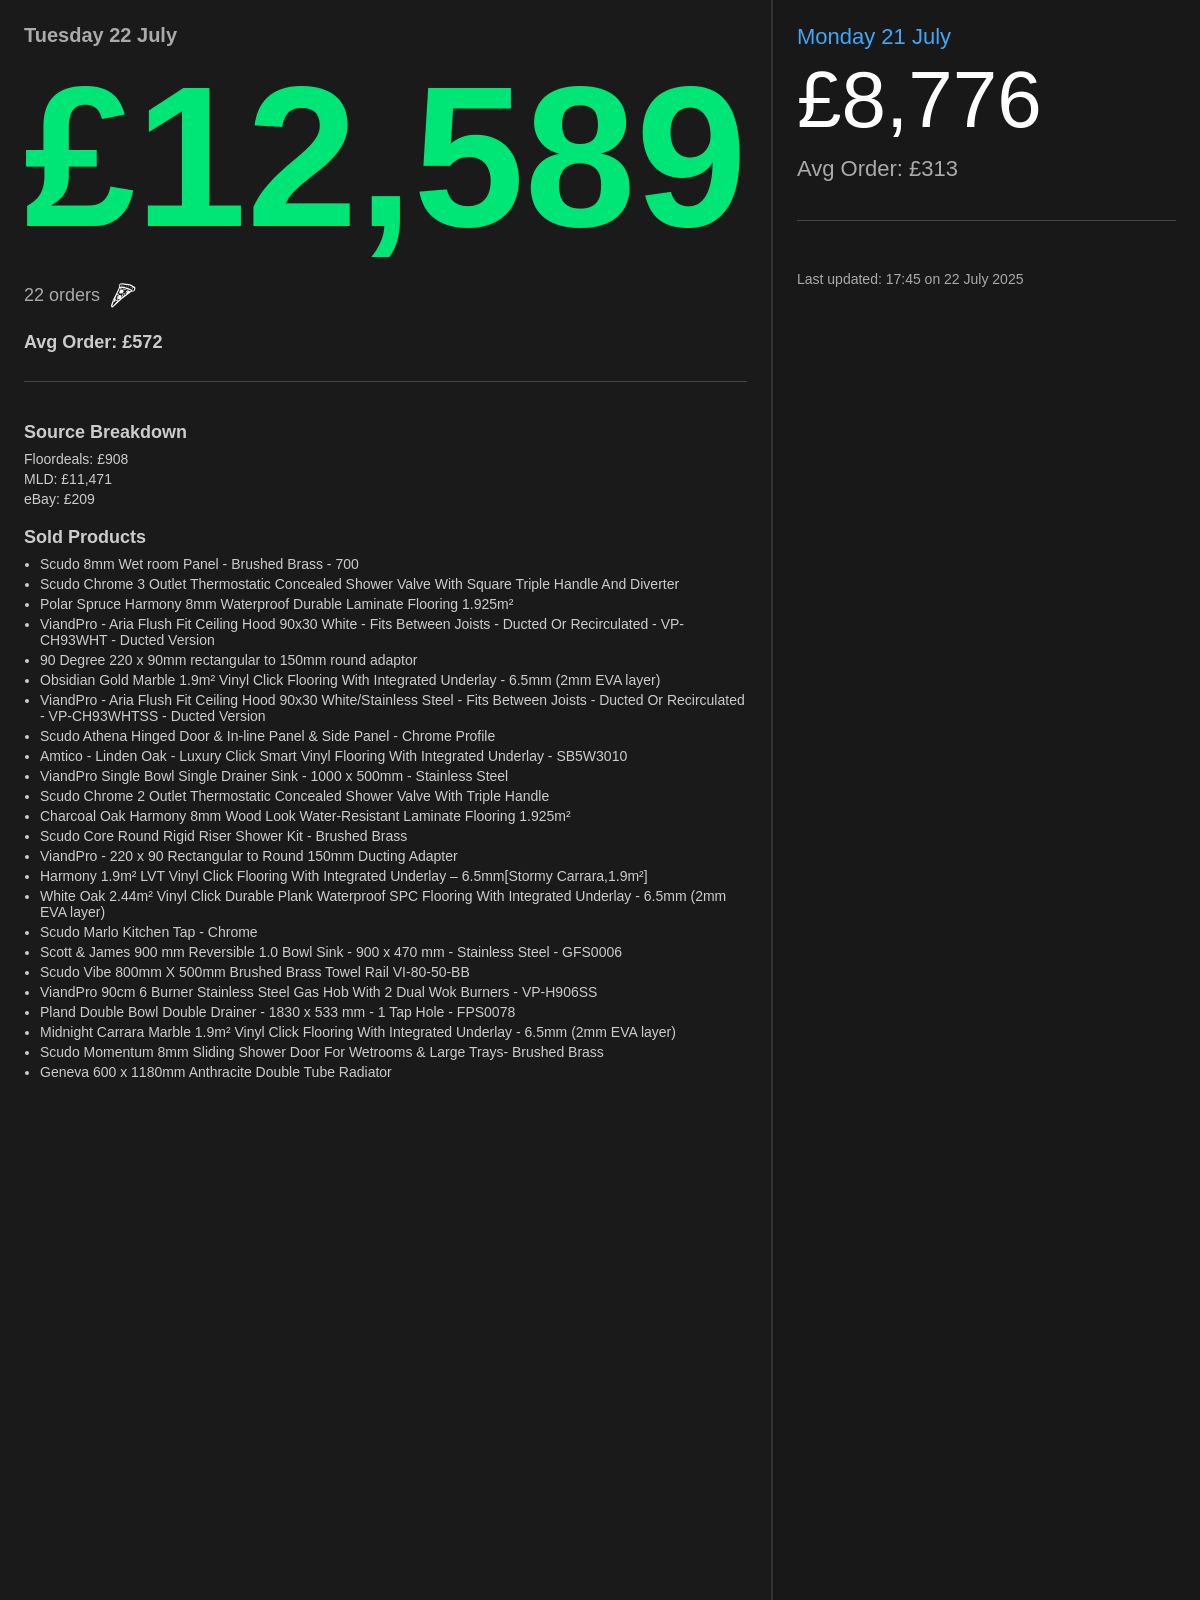 Tuesday 22 July
£12,589
22 orders
Avg Order: £572
Source Breakdown
Floordeals: £908
MLD: £11,471
eBay: £209
Sold Products
• Scudo 8mm Wet room Panel - Brushed Brass - 700
• Scudo Chrome 3 Outlet Thermostatic Concealed Shower Valve With Square Triple Handle And Diverter
• Polar Spruce Harmony 8mm Waterproof Durable Laminate Flooring 1.925m²
• ViandPro - Aria Flush Fit Ceiling Hood 90x30 White - Fits Between Joists - Ducted Or Recirculated - VP-
CH93WHT - Ducted Version
• 90 Degree 220 x 90mm rectangular to 150mm round adaptor
• Obsidian Gold Marble 1.9m² Vinyl Click Flooring With Integrated Underlay - 6.5mm (2mm EVA layer)
• ViandPro - Aria Flush Fit Ceiling Hood 90x30 White/Stainless Steel - Fits Between Joists - Ducted Or Recirculated
- VP-CH93WHTSS - Ducted Version
• Scudo Athena Hinged Door & In-line Panel & Side Panel - Chrome Profile
• Amtico - Linden Oak - Luxury Click Smart Vinyl Flooring With Integrated Underlay - SB5W3010
• ViandPro Single Bowl Single Drainer Sink - 1000 x 500mm - Stainless Steel
• Scudo Chrome 2 Outlet Thermostatic Concealed Shower Valve With Triple Handle
• Charcoal Oak Harmony 8mm Wood Look Water-Resistant Laminate Flooring 1.925m²
• Scudo Core Round Rigid Riser Shower Kit - Brushed Brass
• ViandPro - 220 x 90 Rectangular to Round 150mm Ducting Adapter
• Harmony 1.9m² LVT Vinyl Click Flooring With Integrated Underlay – 6.5mm[Stormy Carrara,1.9m²]
• White Oak 2.44m² Vinyl Click Durable Plank Waterproof SPC Flooring With Integrated Underlay - 6.5mm (2mm
EVA layer)
• Scudo Marlo Kitchen Tap - Chrome
• Scott & James 900 mm Reversible 1.0 Bowl Sink - 900 x 470 mm - Stainless Steel - GFS0006
• Scudo Vibe 800mm X 500mm Brushed Brass Towel Rail VI-80-50-BB
• ViandPro 90cm 6 Burner Stainless Steel Gas Hob With 2 Dual Wok Burners - VP-H906SS
• Pland Double Bowl Double Drainer - 1830 x 533 mm - 1 Tap Hole - FPS0078
• Midnight Carrara Marble 1.9m² Vinyl Click Flooring With Integrated Underlay - 6.5mm (2mm EVA layer)
• Scudo Momentum 8mm Sliding Shower Door For Wetrooms & Large Trays- Brushed Brass
• Geneva 600 x 1180mm Anthracite Double Tube Radiator
Monday 21 July
£8,776
Avg Order: £313
Last updated: 17:45 on 22 July 2025